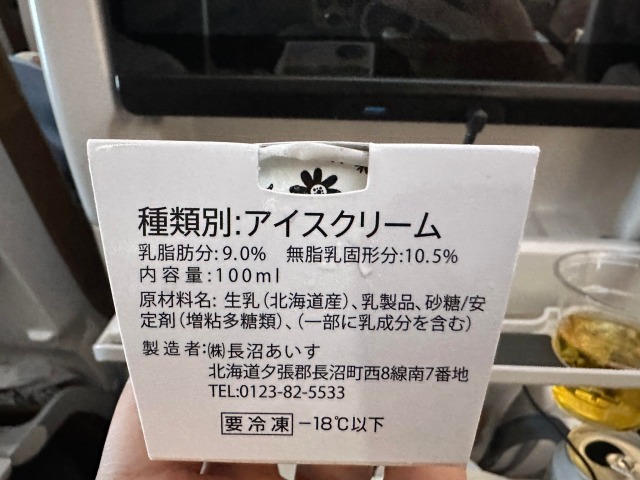 種類別:アイスクリーム
乳脂肪分:9.0% 無脂乳固形分:10.5%
内容量:100ml
原材料名: 生乳(北海道産)、乳製品、砂糖/安
定剤(増粘多糖類)、(一部に乳成分を含む)
製造者:㈱長沼あいす
北海道夕張郡長沼町西8線南7番地
TEL:0123-82-5533
要冷凍 −18℃以下